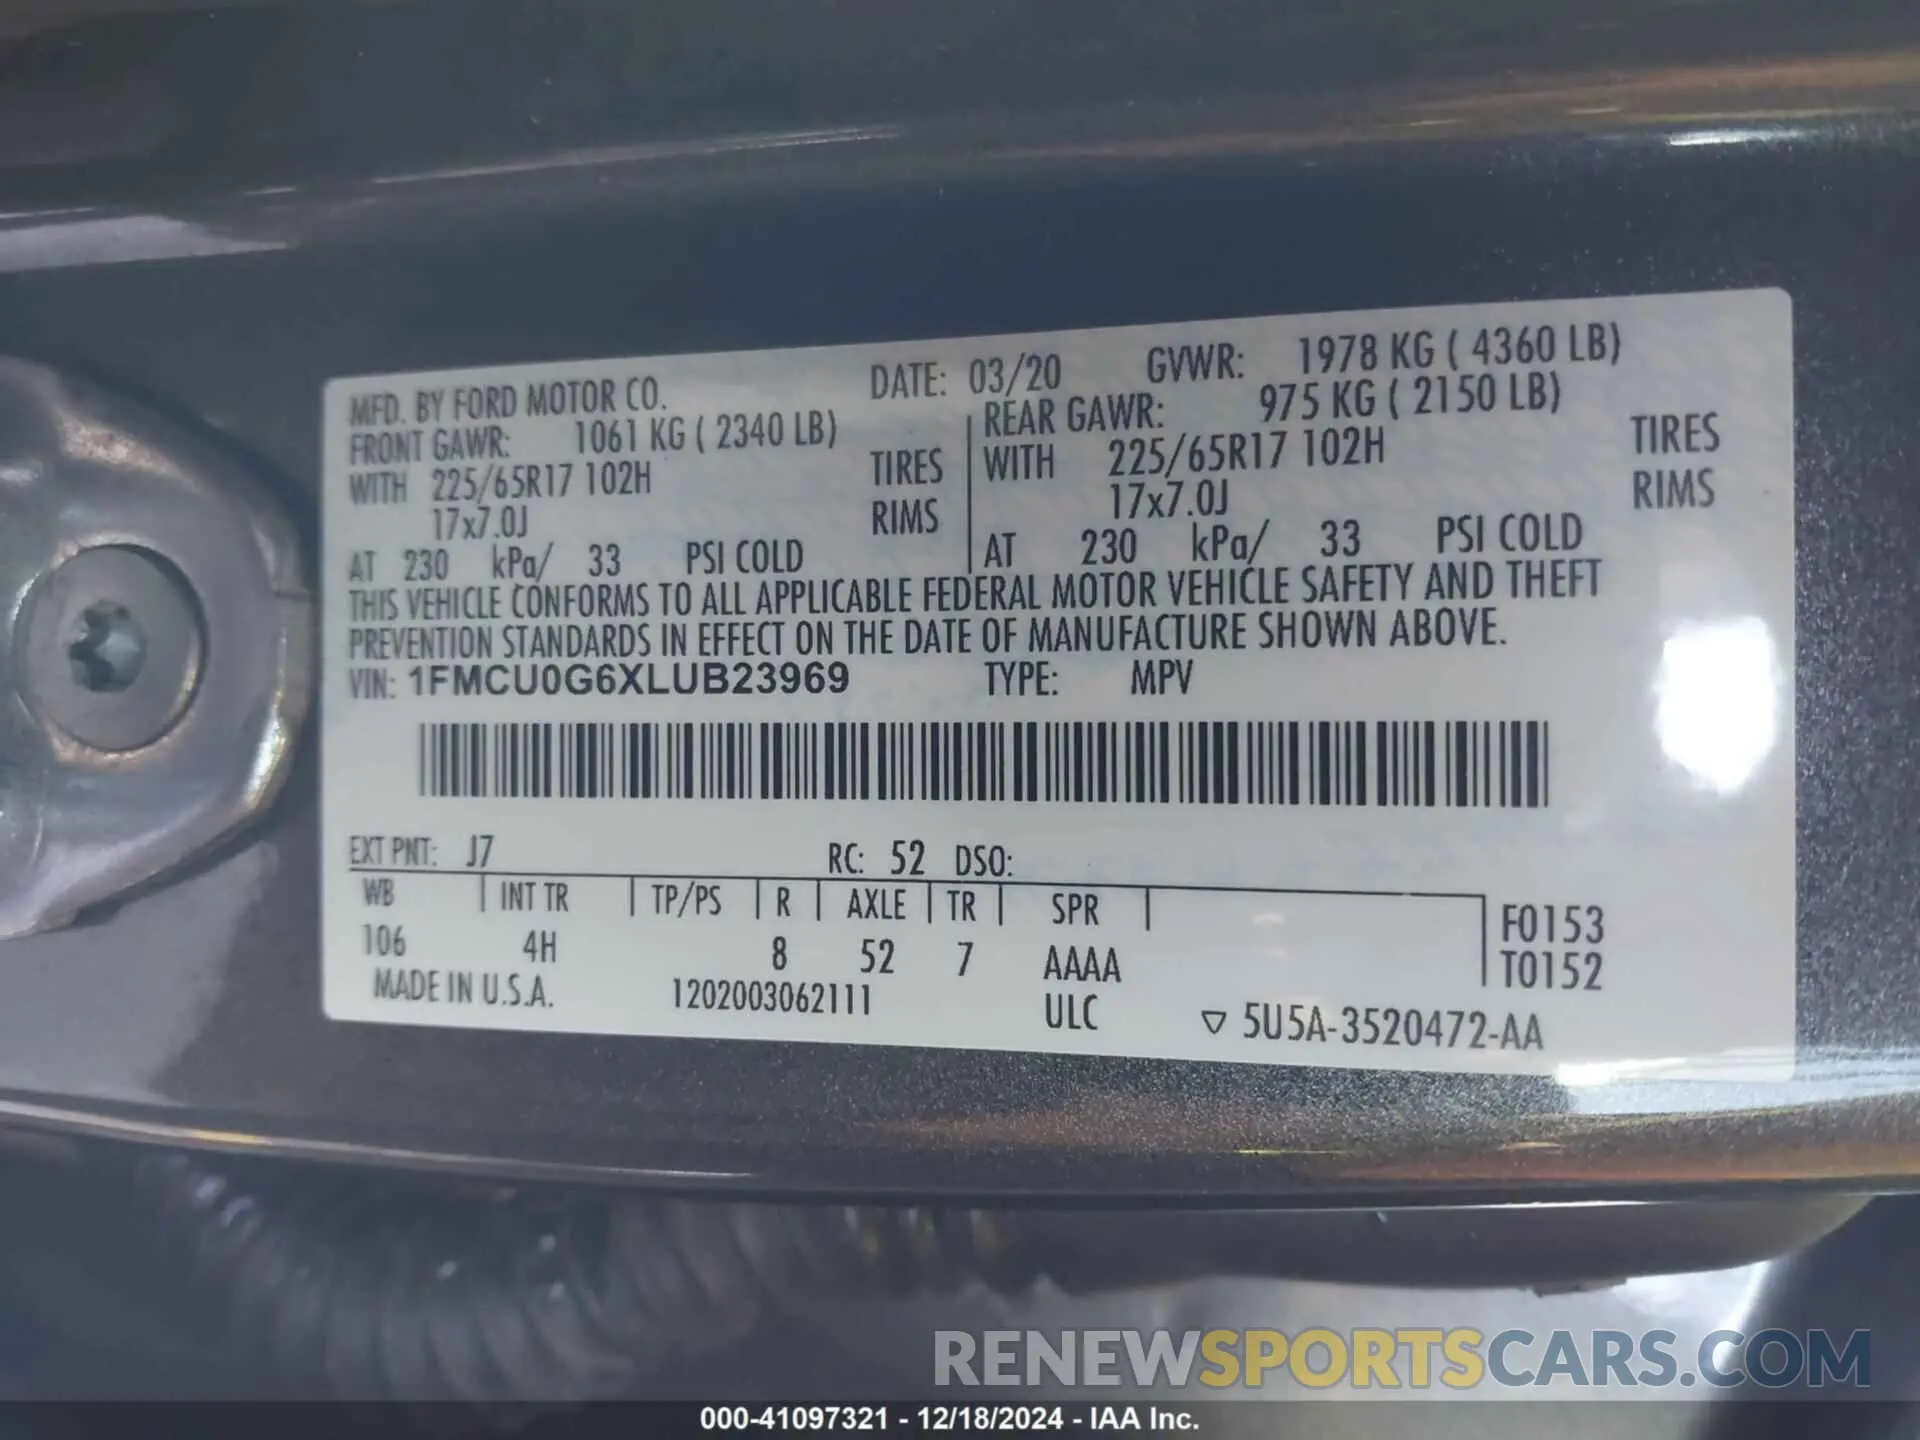 MFD. BY FORD MOTOR CO. DATE: 03/20 GVWR: 1978 KG ( 4360 LB)
FRONT GAWR: 1061 KG ( 2340 LB) REAR GAWR: 975 KG ( 2150 LB)
WITH 225/65R17 102H TIRES WITH 225/65R17 102H TIRES
17x7.0J RIMS 17x7.0J RIMS
AT 230 kPa/ 33 PSI COLD AT 230 kPa/ 33 PSI COLD
THIS VEHICLE CONFORMS TO ALL APPLICABLE FEDERAL MOTOR VEHICLE SAFETY AND THEFT
PREVENTION STANDARDS IN EFFECT ON THE DATE OF MANUFACTURE SHOWN ABOVE.
VIN: 1FMCU0G6XLUB23969 TYPE: MPV
EXT PNT: J7 RC: 52 DSO:
WB INT TR TP/PS R AXLE TR SPR F0153
106 4H 8 52 7 AAAA T0152
MADE IN U.S.A. 1202003062111 ULC ▽ 5U5A-3520472-AA
RENEWSPORTSCARS.COM
000-41097321 - 12/18/2024 - IAA Inc.